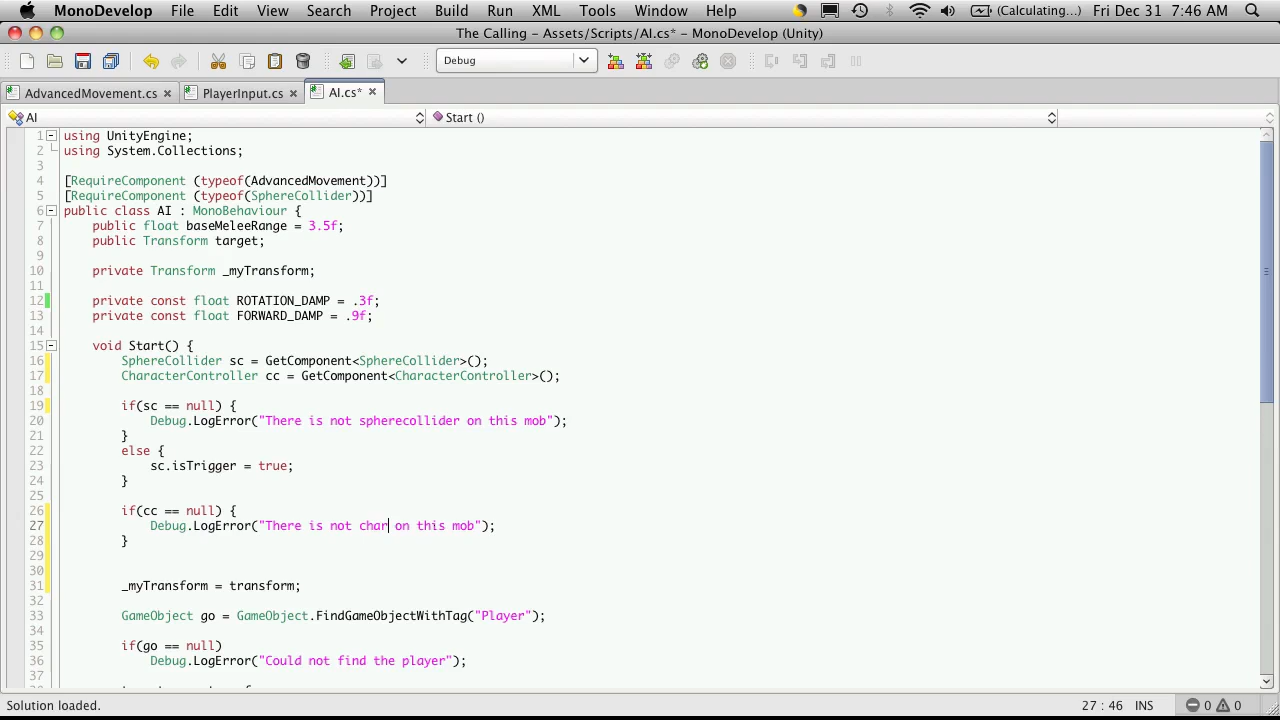 MonoDevelop File Edit View Search Project Build Run XML Tools Window Help (Calculating...) Fri Dec 31 7:46 AM
The Calling - Assets/Scripts/AI.cs* - MonoDevelop (Unity)
Debug
AdvancedMovement.cs × PlayerInput.cs × AI.cs* ×
AI Start ()
1 using UnityEngine;
2 using System.Collections;
3
4 [RequireComponent (typeof(AdvancedMovement))]
5 [RequireComponent (typeof(SphereCollider))]
6 public class AI : MonoBehaviour {
7 public float baseMeleeRange = 3.5f;
8 public Transform target;
9
10 private Transform _myTransform;
11
12 private const float ROTATION_DAMP = .3f;
13 private const float FORWARD_DAMP = .9f;
14
15 void Start() {
16 SphereCollider sc = GetComponent<SphereCollider>();
17 CharacterController cc = GetComponent<CharacterController>();
18
19 if(sc == null) {
20 Debug.LogError("There is not spherecollider on this mob");
21 }
22 else {
23 sc.isTrigger = true;
24 }
25
26 if(cc == null) {
27 Debug.LogError("There is not char on this mob");
28 }
29
30
31 _myTransform = transform;
32
33 GameObject go = GameObject.FindGameObjectWithTag("Player");
34
35 if(go == null)
36 Debug.LogError("Could not find the player");
37
Solution loaded. 27 : 46 INS 0 0